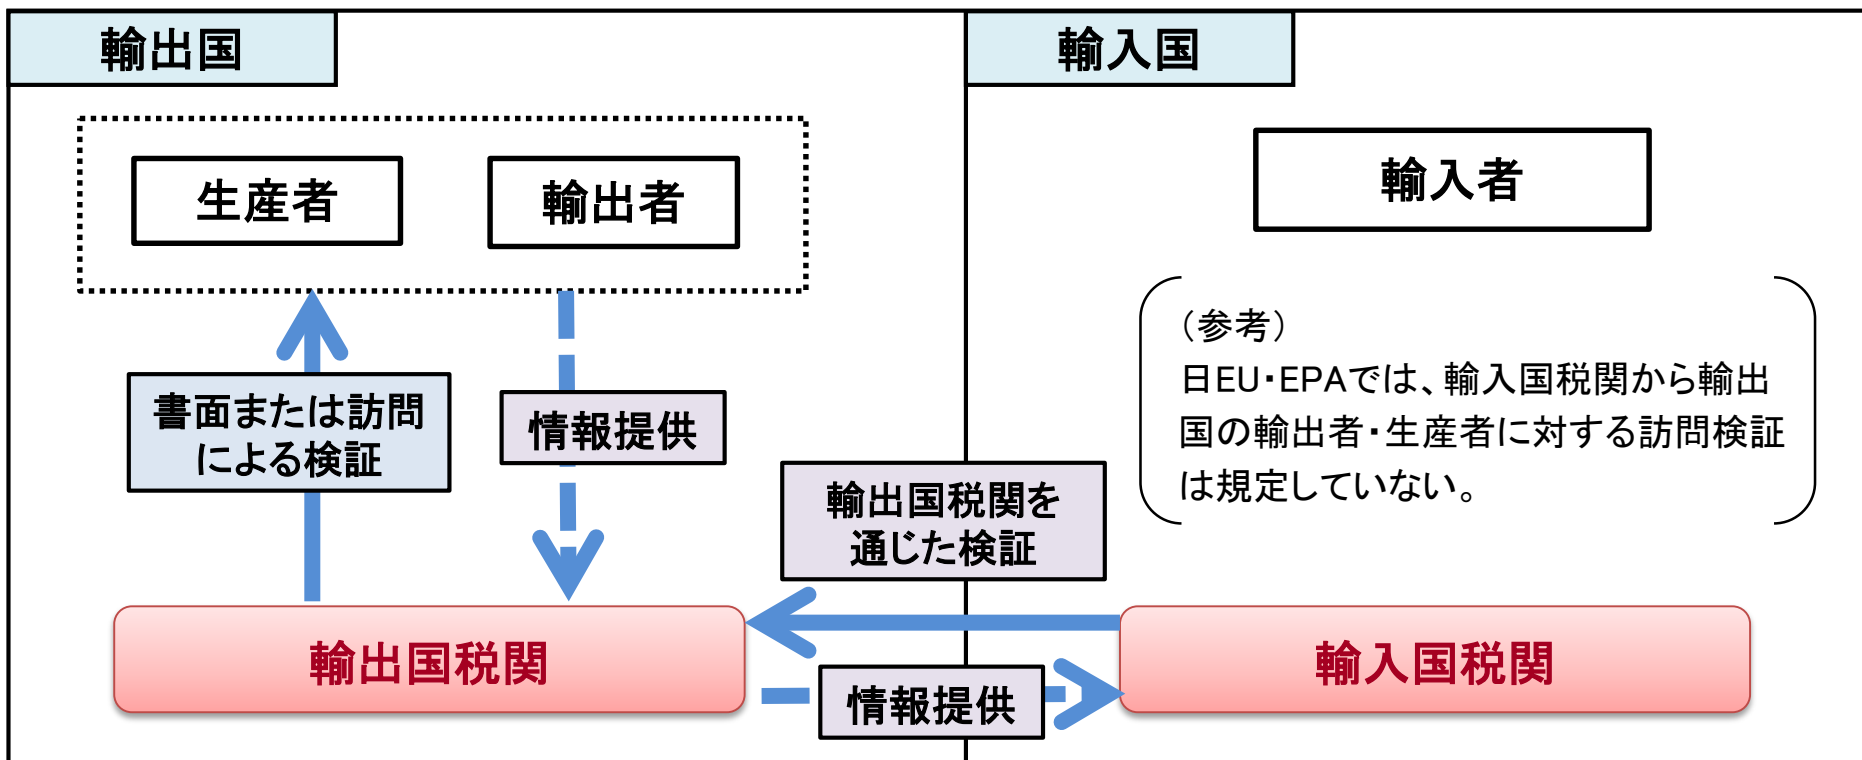 輸出国
輸入国
生産者
輸出者
輸入者
（参考）
日EU・EPAでは、輸入国税関から輸出
国の輸出者・生産者に対する訪問検証
は規定していない。
書面または訪問
による検証
情報提供
輸出国税関を
通じた検証
輸出国税関
輸入国税関
情報提供